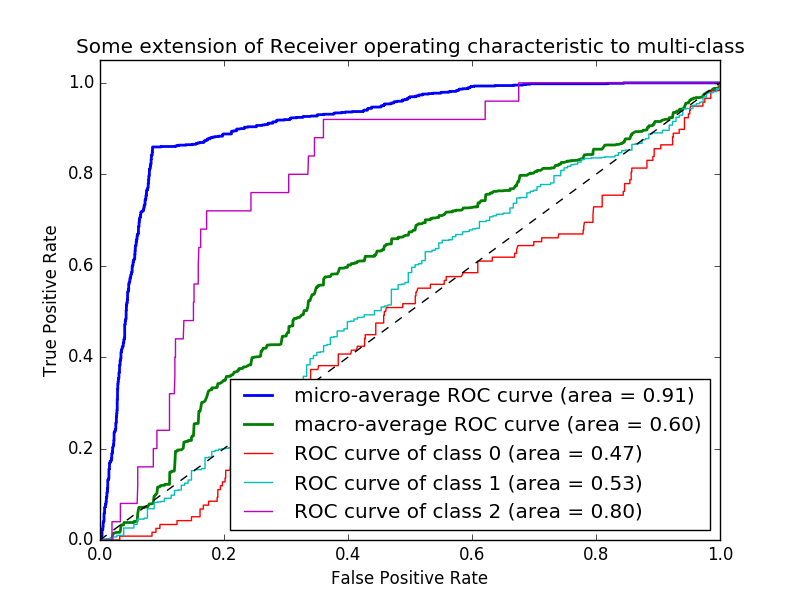 Some extension of Receiver operating characteristic to multi-class
1.0
0.8
0.6
0.4
0.2
0.0
True Positive Rate
micro-average ROC curve (area = 0.91)
macro-average ROC curve (area = 0.60)
ROC curve of class 0 (area = 0.47)
ROC curve of class 1 (area = 0.53)
ROC curve of class 2 (area = 0.80)
0.0 0.2 0.4 0.6 0.8 1.0
False Positive Rate